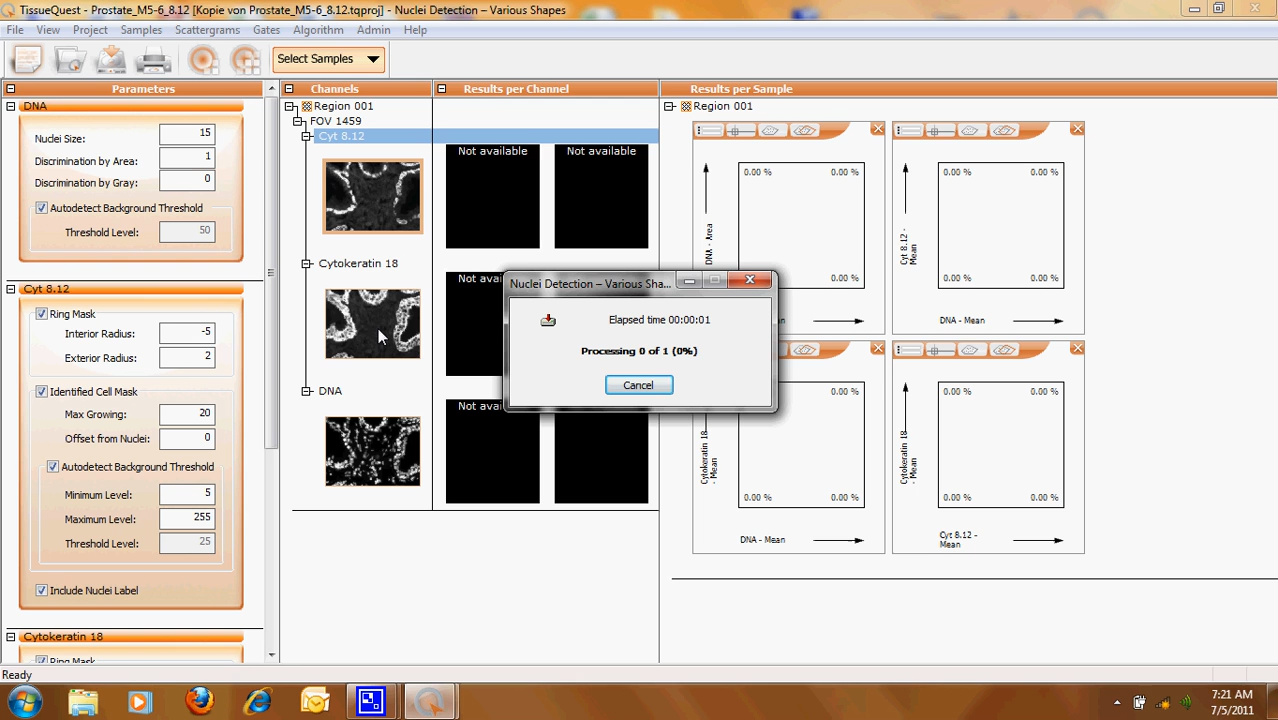 TissueQuest - Prostate_M5-6_8.12 [Kopie von Prostate_M5-6_8.12.tqproj] - Nuclei Detection – Various Shapes
File View Project Samples Scattergrams Gates Algorithm Admin Help
Select Samples
Parameters
DNA
Nuclei Size: 15
Discrimination by Area: 1
Discrimination by Gray: 0
Autodetect Background Threshold
Threshold Level: 50
Cyt 8.12
Ring Mask
Interior Radius: -5
Exterior Radius: 2
Identified Cell Mask
Max Growing: 20
Offset from Nuclei: 0
Autodetect Background Threshold
Minimum Level: 5
Maximum Level: 255
Threshold Level: 25
Include Nuclei Label
Cytokeratin 18
Ring Mask
Channels
Region 001
FOV 1459
Cyt 8.12
Cytokeratin 18
DNA
Results per Channel
Not available Not available
Not avai
Not avai
Results per Sample
Region 001
0.00 % 0.00 %
DNA - Area
0.00 %
0.00 % 0.00 %
Cyt 8.12 - Mean
0.00 % 0.00 %
DNA - Mean
0.00 %
Cytokeratin 18 - Mean
0.00 % 0.00 %
DNA - Mean
0.00 % 0.00 %
Cytokeratin 18 - Mean
0.00 % 0.00 %
Cyt 8.12 -
Mean
Nuclei Detection – Various Sha...
Elapsed time 00:00:01
Processing 0 of 1 (0%)
Cancel
Ready
7:21 AM
7/5/2011